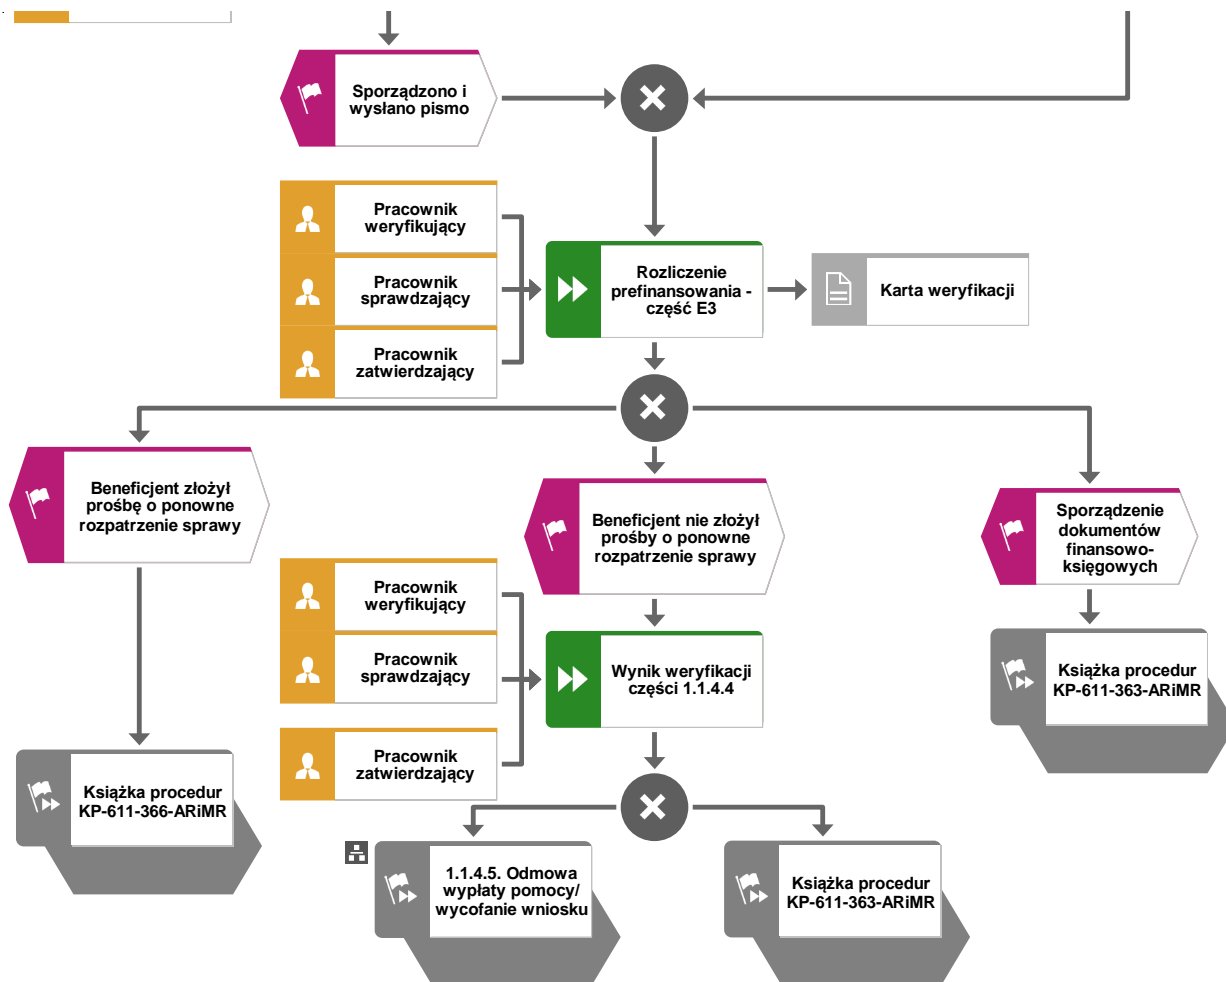 Sporządzono i
wysłano pismo
Pracownik
weryfikujący
Pracownik
sprawdzający
Pracownik
zatwierdzający
Rozliczenie
prefinansowania -
część E3
Karta weryfikacji
Beneficjent złożył
prośbę o ponowne
rozpatrzenie sprawy
Beneficjent nie złożył
prośby o ponowne
rozpatrzenie sprawy
Sporządzenie
dokumentów
finansowo-
księgowych
Pracownik
weryfikujący
Pracownik
sprawdzający
Pracownik
zatwierdzający
Wynik weryfikacji
części 1.1.4.4
Książka procedur
KP-611-363-ARiMR
Książka procedur
KP-611-366-ARiMR
1.1.4.5. Odmowa
wypłaty pomocy/
wycofanie wniosku
Książka procedur
KP-611-363-ARiMR